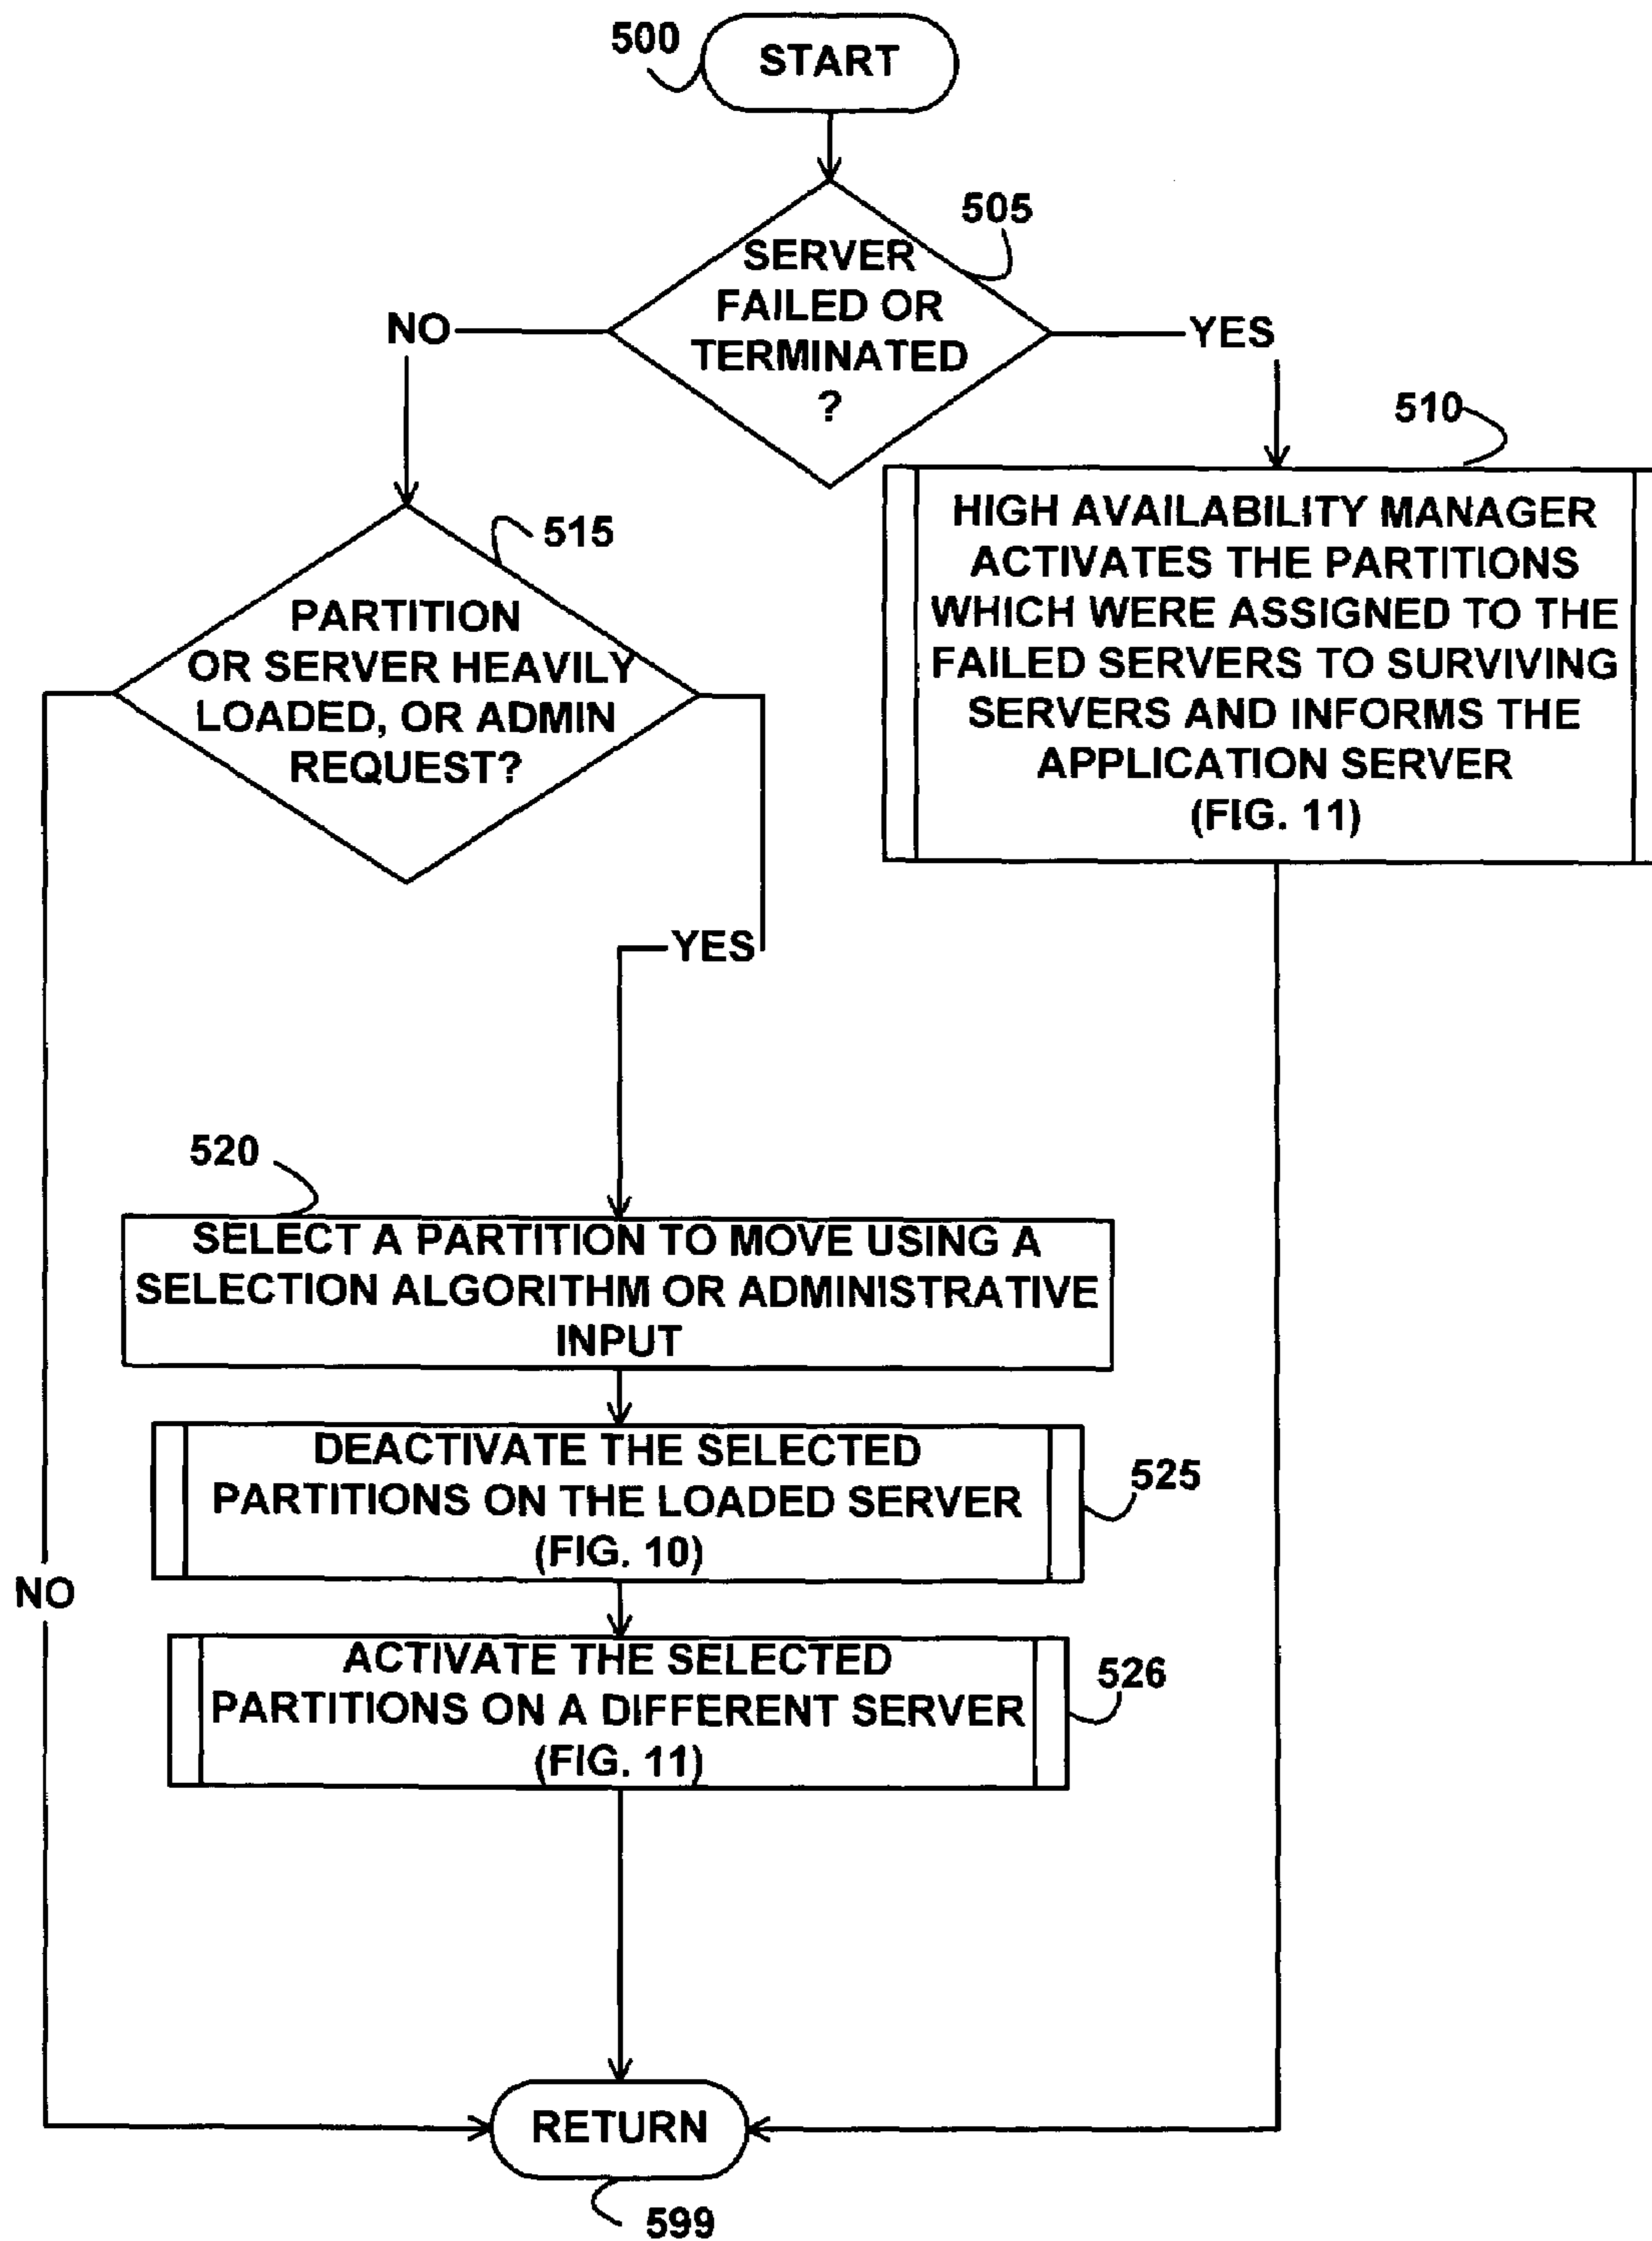 500
START
505
SERVER
FAILED OR
TERMINATED
?
NO
YES
510
HIGH AVAILABILITY MANAGER
ACTIVATES THE PARTITIONS
WHICH WERE ASSIGNED TO THE
FAILED SERVERS TO SURVIVING
SERVERS AND INFORMS THE
APPLICATION SERVER
(FIG. 11)
515
PARTITION
OR SERVER HEAVILY
LOADED, OR ADMIN
REQUEST?
YES
520
SELECT A PARTITION TO MOVE USING A
SELECTION ALGORITHM OR ADMINISTRATIVE
INPUT
DEACTIVATE THE SELECTED
PARTITIONS ON THE LOADED SERVER
(FIG. 10)
525
NO
ACTIVATE THE SELECTED
PARTITIONS ON A DIFFERENT SERVER
(FIG. 11)
526
RETURN
599